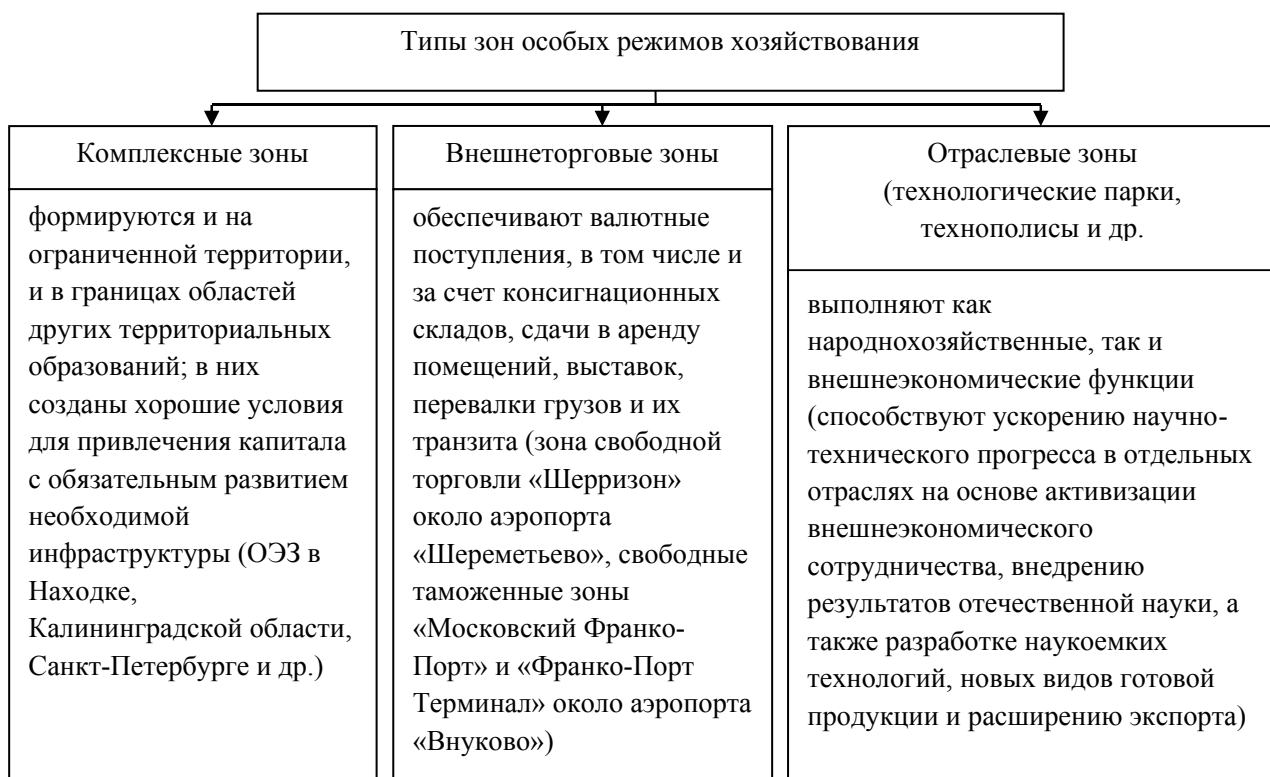 Типы зон особых режимов хозяйствования
Комплексные зоны
формируются и на
ограниченной территории,
и в границах областей
других территориальных
образований; в них
созданы хорошие условия
для привлечения капитала
с обязательным развитием
необходимой
инфраструктуры (ОЭЗ в
Находке,
Калининградской области,
Санкт-Петербурге и др.)
Внешнеторговые зоны
обеспечивают валютные
поступления, в том числе и
за счет консигнационных
складов, сдачи в аренду
помещений, выставок,
перевалки грузов и их
транзита (зона свободной
торговли «Шерризон»
около аэропорта
«Шереметьево», свободные
таможенные зоны
«Московский Франко-
Порт» и «Франко-Порт
Терминал» около аэропорта
«Внуково»)
Отраслевые зоны
(технологические парки,
технополисы и др.
выполняют как
народнохозяйственные, так и
внешнеэкономические функции
(способствуют ускорению научно-
технического прогресса в отдельных
отраслях на основе активизации
внешнеэкономического
сотрудничества, внедрению
результатов отечественной науки, а
также разработке наукоемких
технологий, новых видов готовой
продукции и расширению экспорта)